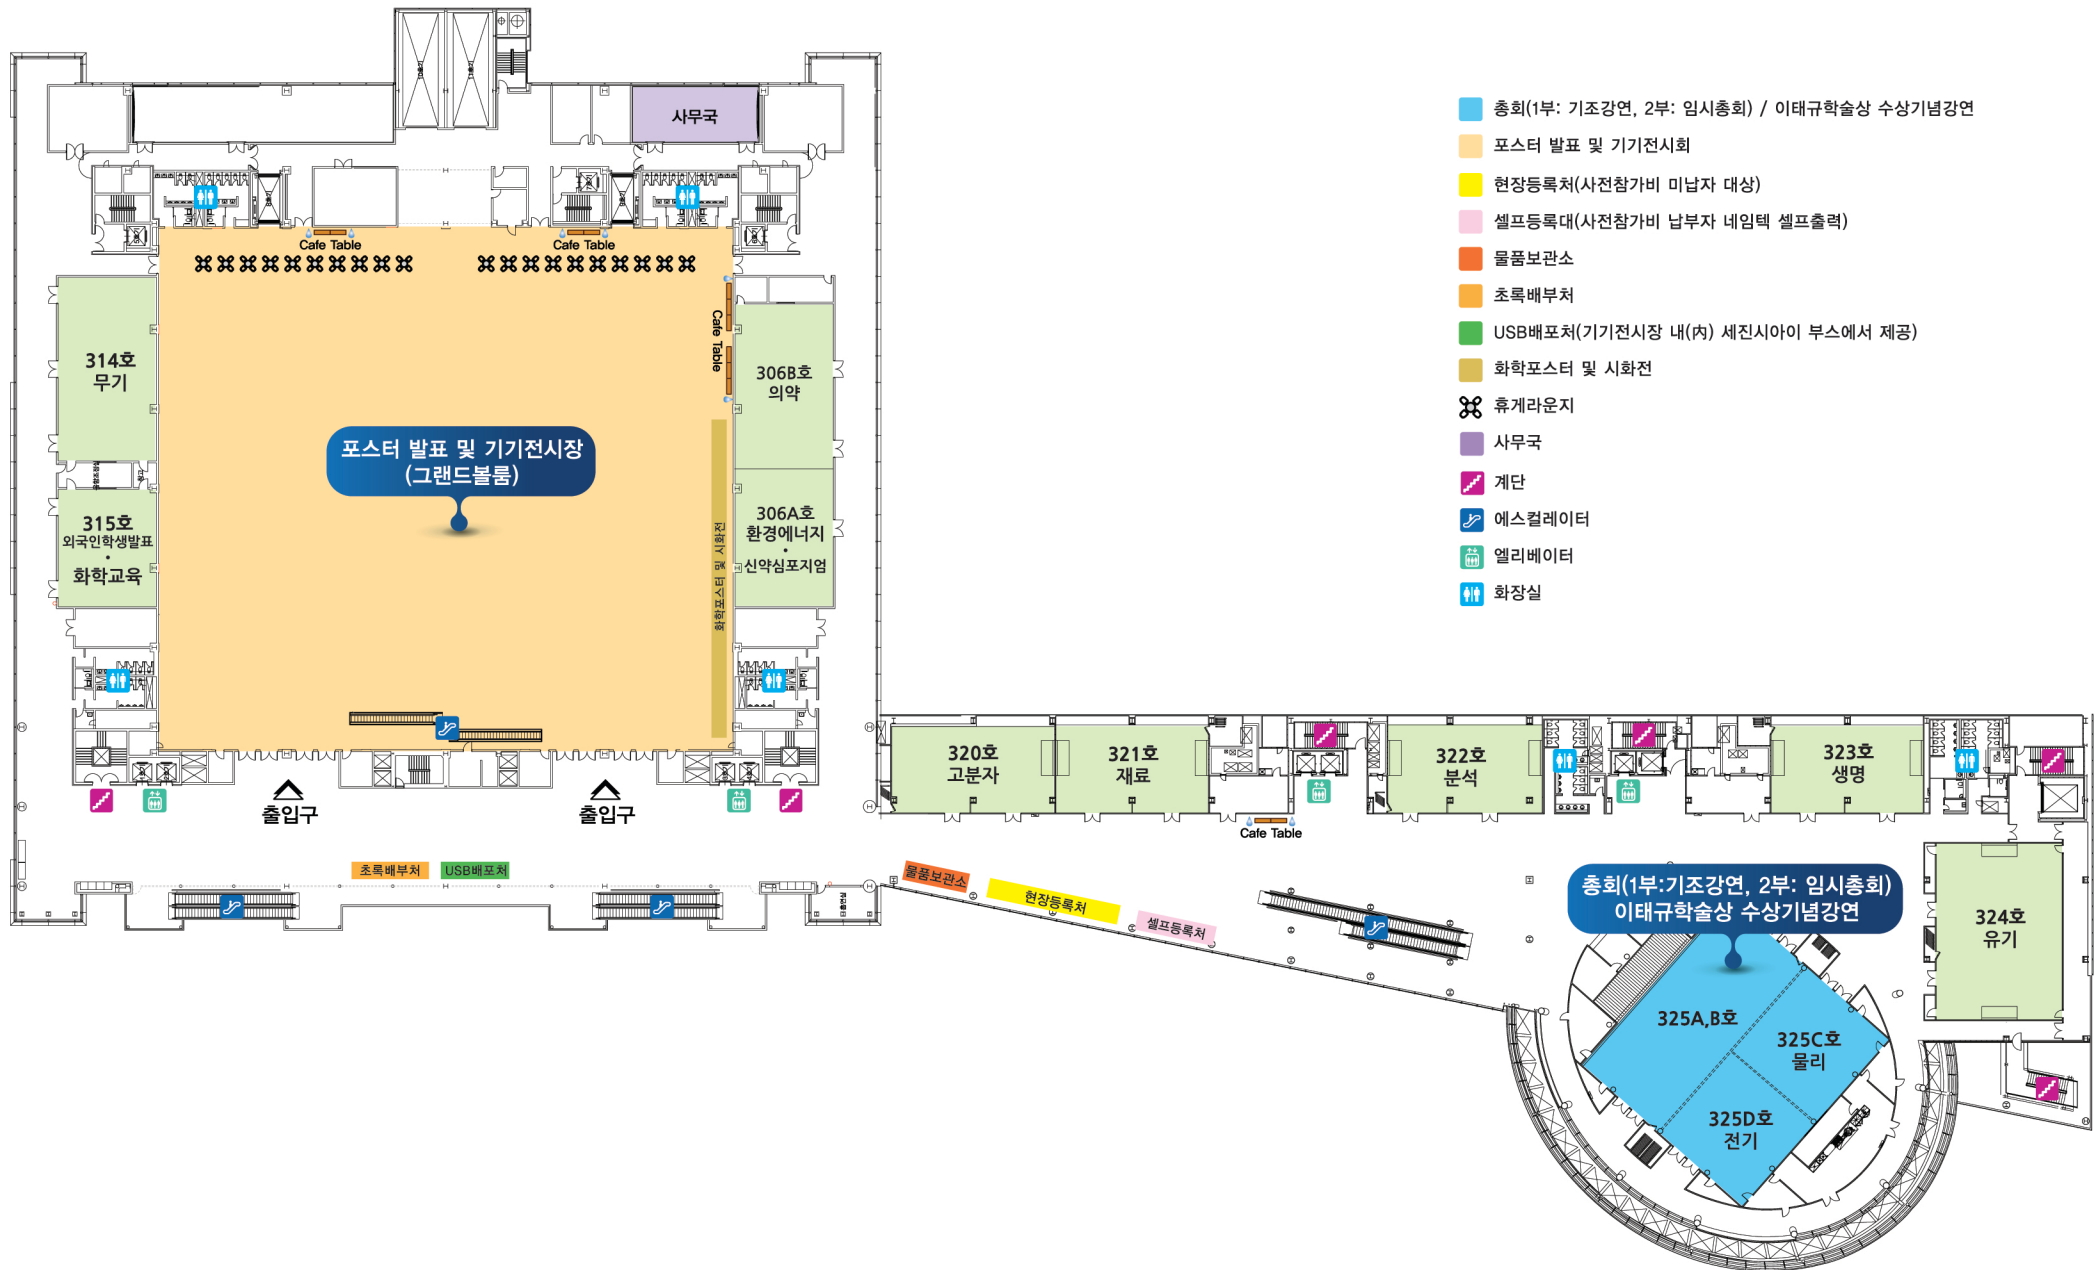 사무국
Cafe Table
Cafe Table
Cafe Table
Cafe Table
314호
무기
306B호
의약
포스터 발표 및 기기전시장
(그랜드볼룸)
315호
외국인학생발표
·
화학교육
306A호
환경에너지
·
신약심포지엄
화학포스터 및 시화전
출입구
출입구
초록배부처
USB배포처
흡연실
320호
고분자
321호
재료
322호
분석
323호
생명
Cafe Table
물품보관소
현장등록처
셀프등록처
총회(1부:기조강연, 2부: 임시총회)
이태규학술상 수상기념강연
324호
유기
325A,B호
325C호
물리
325D호
전기
총회(1부: 기조강연, 2부: 임시총회) / 이태규학술상 수상기념강연
포스터 발표 및 기기전시회
현장등록처(사전참가비 미납자 대상)
셀프등록대(사전참가비 납부자 네임텍 셀프출력)
물품보관소
초록배부처
USB배포처(기기전시장 내(內) 세진시아이 부스에서 제공)
화학포스터 및 시화전
휴게라운지
사무국
계단
에스컬레이터
엘리베이터
화장실